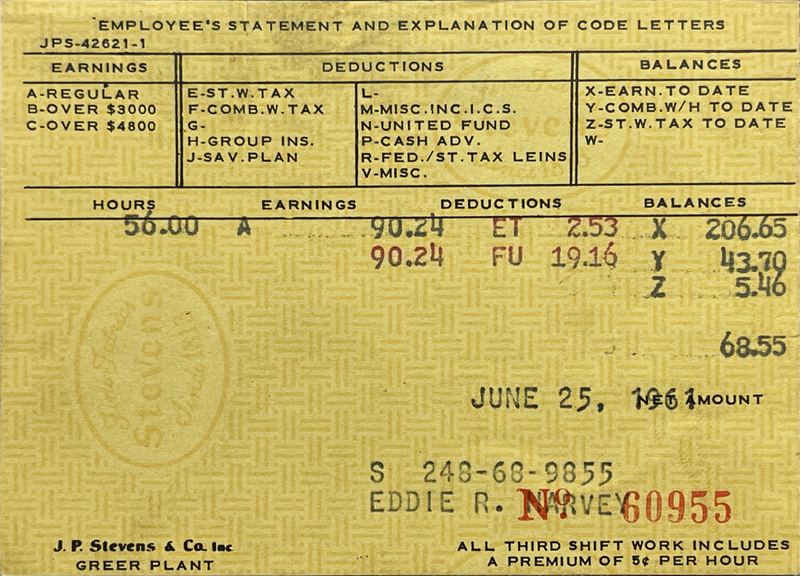 EMPLOYEE'S STATEMENT AND EXPLANATION OF CODE LETTERS
JPS-42621-1
EARNINGS DEDUCTIONS BALANCES
A-REGULAR E-ST.W.TAX L- X-EARN.TO DATE
B-OVER $3000 F-COMB.W.TAX M-MISC.INC.I.C.S. Y-COMB.W/H TO DATE
C-OVER $4800 G- N-UNITED FUND Z-ST.W.TAX TO DATE
H-GROUP INS. P-CASH ADV. W-
J-SAV.PLAN R-FED./ST.TAX LEINS
V-MISC.
HOURS EARNINGS DEDUCTIONS BALANCES
56.00 A 90.24 ET 2.53 X 206.65
90.24 FU 19.16 Y 43.70
Z 5.46
68.55
JUNE 25, 1961 NET AMOUNT
Stevens
S 248-68-9855
EDDIE R. HARVEY Nº 60955
J. P. Stevens & Co. Inc
GREER PLANT
ALL THIRD SHIFT WORK INCLUDES
A PREMIUM OF 5¢ PER HOUR